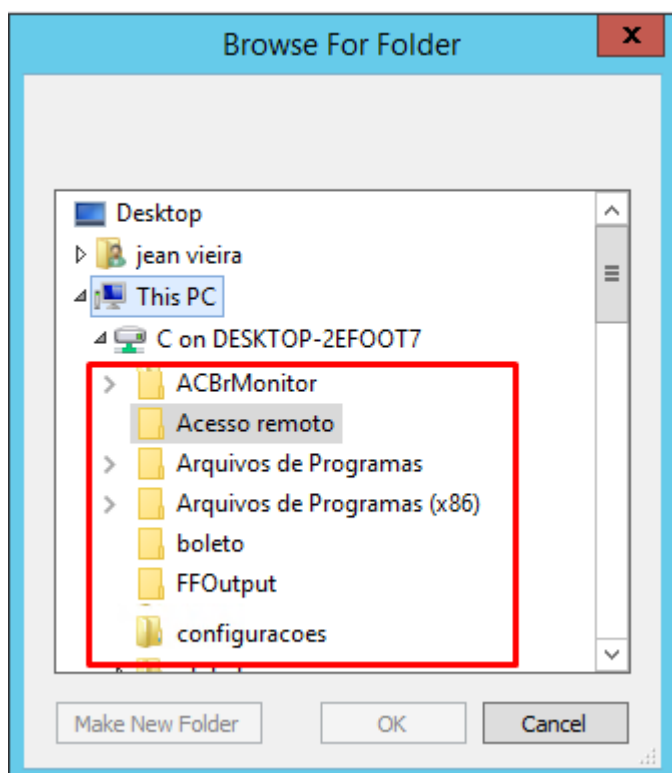 Browse For Folder
x
Desktop
jean vieira
This PC
C on DESKTOP-2EFOOT7
ACBrMonitor
Acesso remoto
Arquivos de Programas
Arquivos de Programas (x86)
boleto
FFOutput
configuracoes
Make New Folder OK Cancel